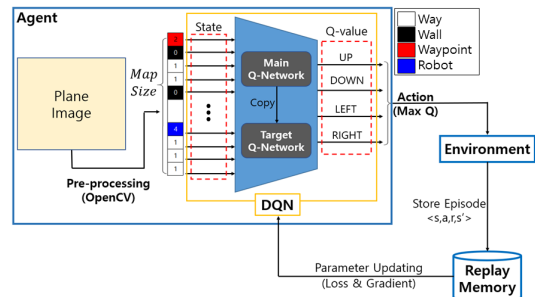 Agent
State
Q-value
Way
Wall
Waypoint
Robot
Map
Size
2
0
1
1
0
4
1
1
1
Plane
Image
Main
Q-Network
Copy
Target
Q-Network
UP
DOWN
LEFT
RIGHT
Action
(Max Q)
Pre-processing
(OpenCV)
DQN
Environment
Store Episode
<s,a,r,s'>
Parameter Updating
(Loss & Gradient)
Replay
Memory